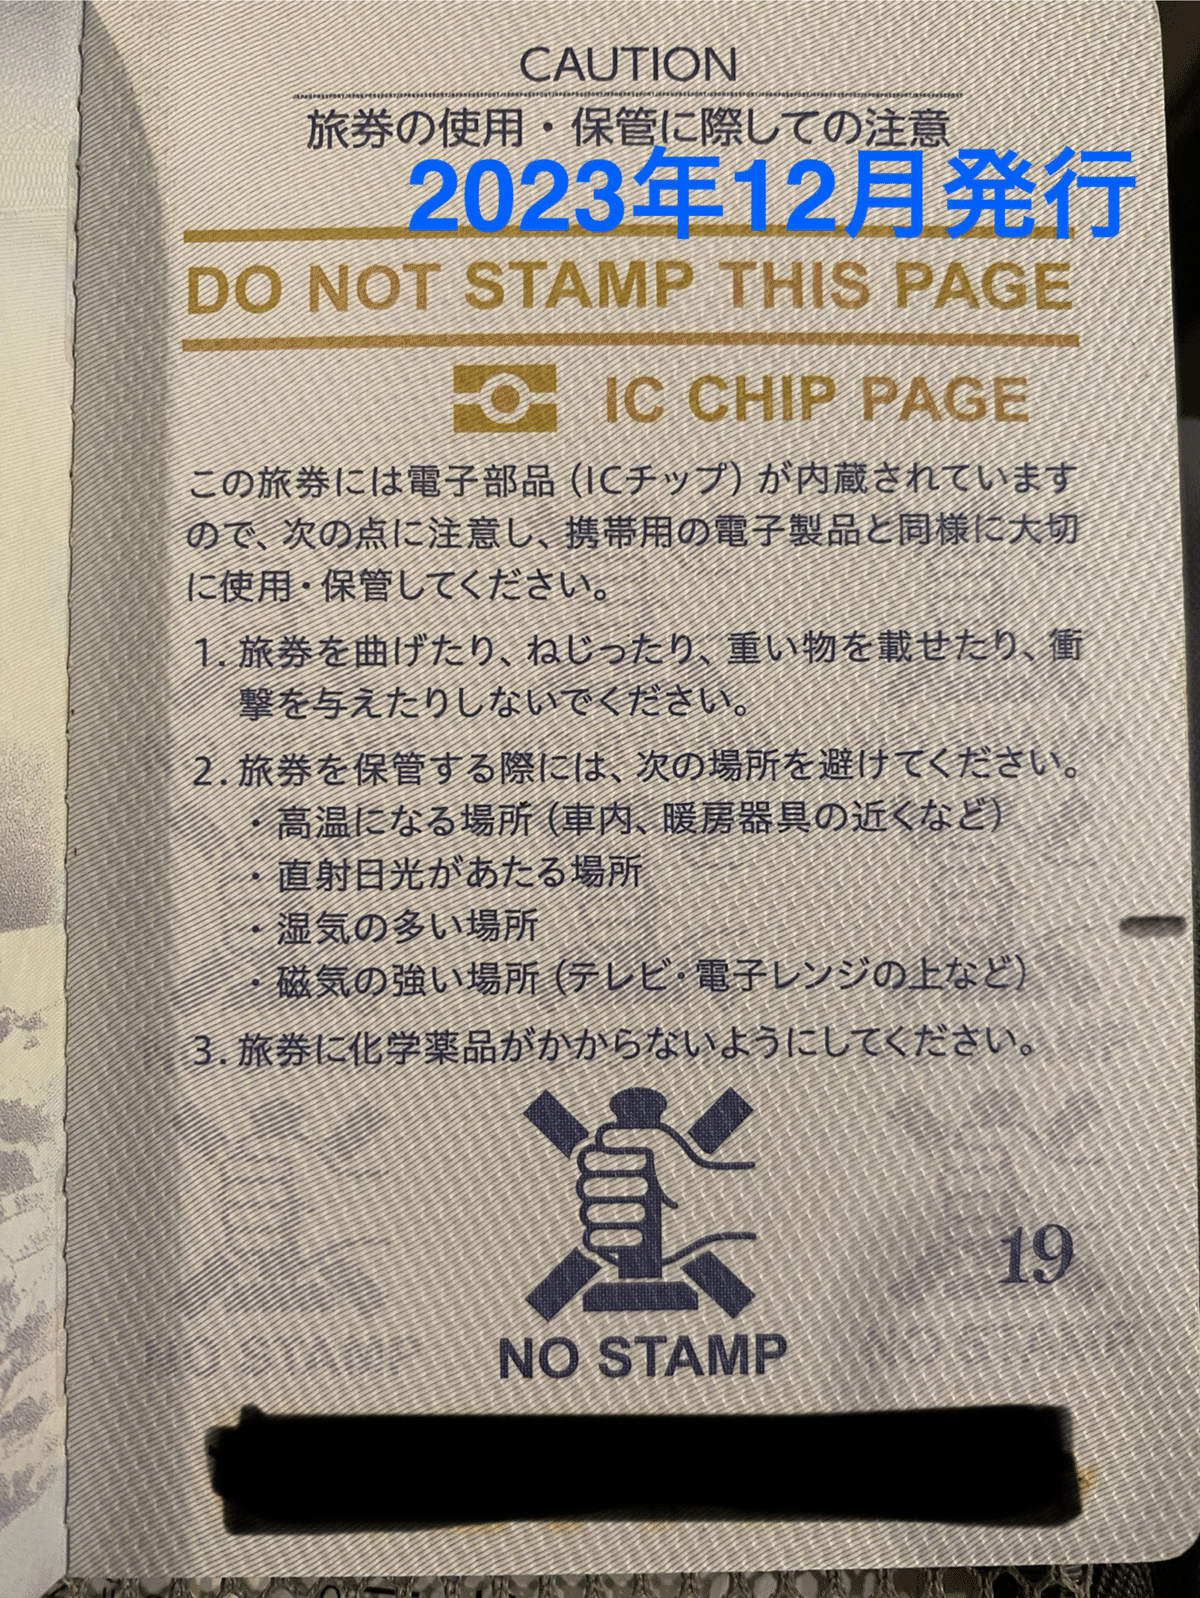 CAUTION
旅券の使用・保管に際しての注意
2023年12月発行
DO NOT STAMP THIS PAGE
IC CHIP PAGE
この旅券には電子部品（ICチップ）が内蔵されています
ので、次の点に注意し、携帯用の電子製品と同様に大切
に使用・保管してください。
1. 旅券を曲げたり、ねじったり、重い物を載せたり、衝
撃を与えたりしないでください。
2. 旅券を保管する際には、次の場所を避けてください。
・高温になる場所（車内、暖房器具の近くなど）
・直射日光があたる場所
・湿気の多い場所
・磁気の強い場所（テレビ・電子レンジの上など）
3. 旅券に化学薬品がかからないようにしてください。
19
NO STAMP
NO STAMP
NO STAMP